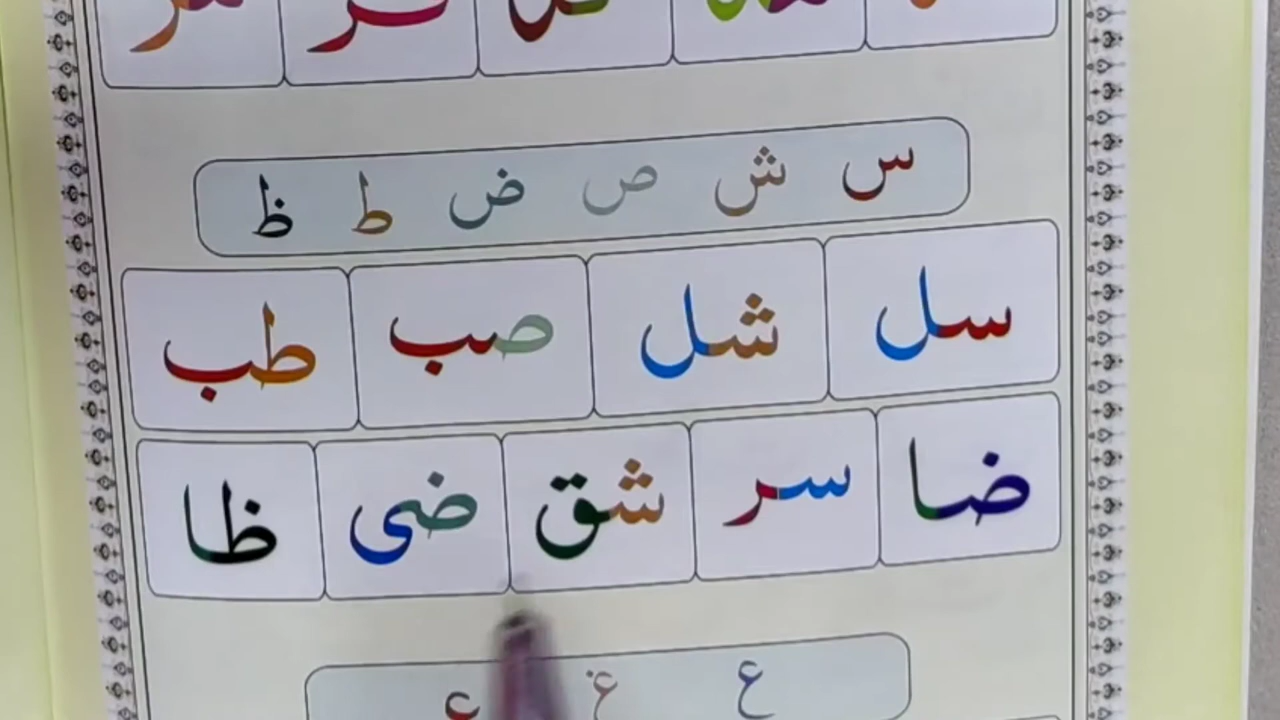 س ش ص ض ط ظ
سل شل صب طب
ضا سر شق ضى ظا
ع غ